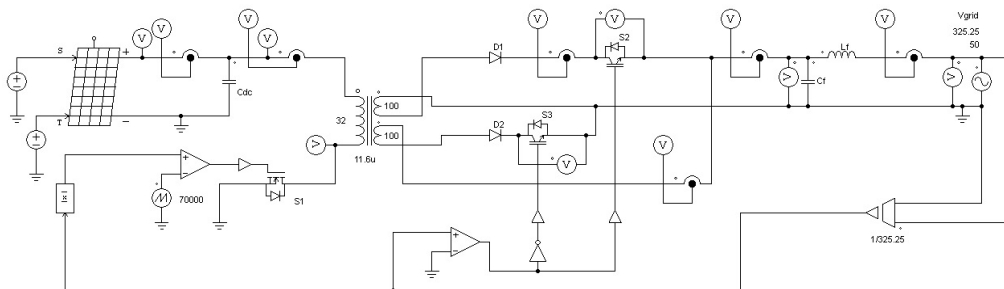 Vgrid
325.25
50
V
V
V
V
V
S2
V
V
S
+
D1
Lf
Cdc
V
Cf
V
T
−
32
100
100
D2
S3
V
V
11.6u
V
|x|
70000
S1
1/325.25